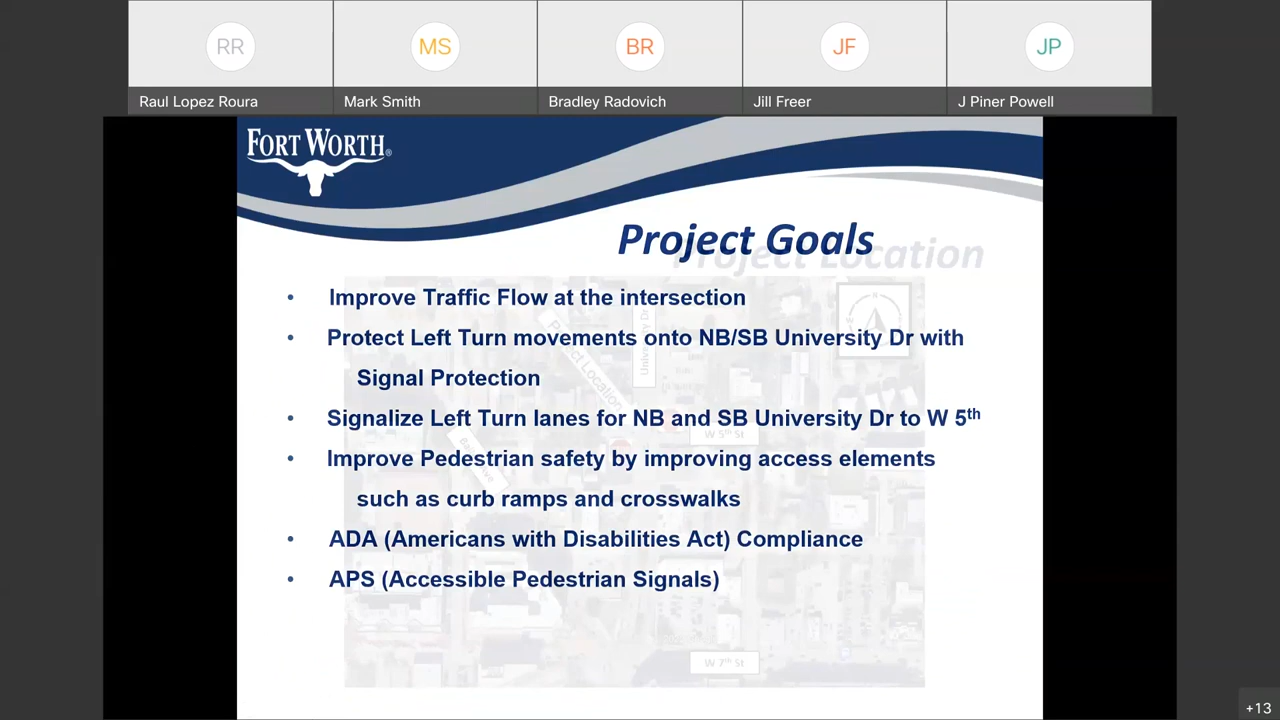 RR
MS
BR
JF
JP
Raul Lopez Roura
Mark Smith
Bradley Radovich
Jill Freer
J Piner Powell
FORT WORTH®
Project Goals
Project Location
• Improve Traffic Flow at the intersection
• Protect Left Turn movements onto NB/SB University Dr with
Signal Protection
• Signalize Left Turn lanes for NB and SB University Dr to W 5th
• Improve Pedestrian safety by improving access elements
such as curb ramps and crosswalks
• ADA (Americans with Disabilities Act) Compliance
• APS (Accessible Pedestrian Signals)
N
University Dr
Project Location
W 5th St
W 7th St
+13